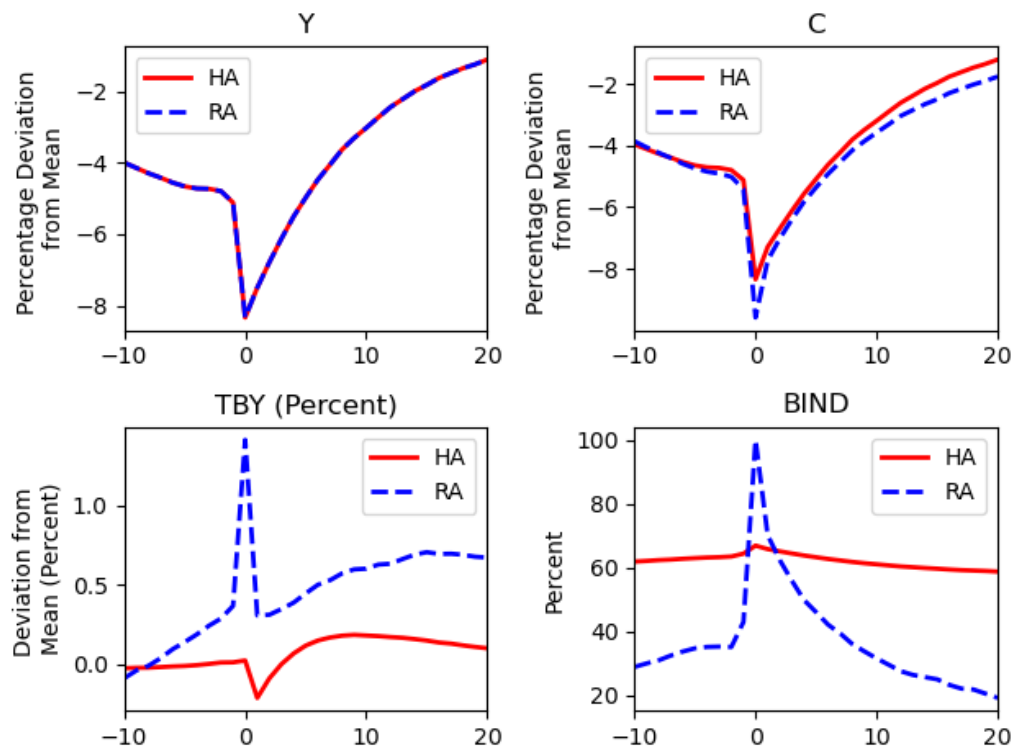 Y
Percentage Deviation
from Mean
−2
−4
−6
−8
HA
RA
−10
0
10
20
C
Percentage Deviation
from Mean
−2
−4
−6
−8
HA
RA
−10
0
10
20
TBY (Percent)
Deviation from
Mean (Percent)
1.0
0.5
0.0
HA
RA
−10
0
10
20
BIND
Percent
100
80
60
40
20
HA
RA
−10
0
10
20